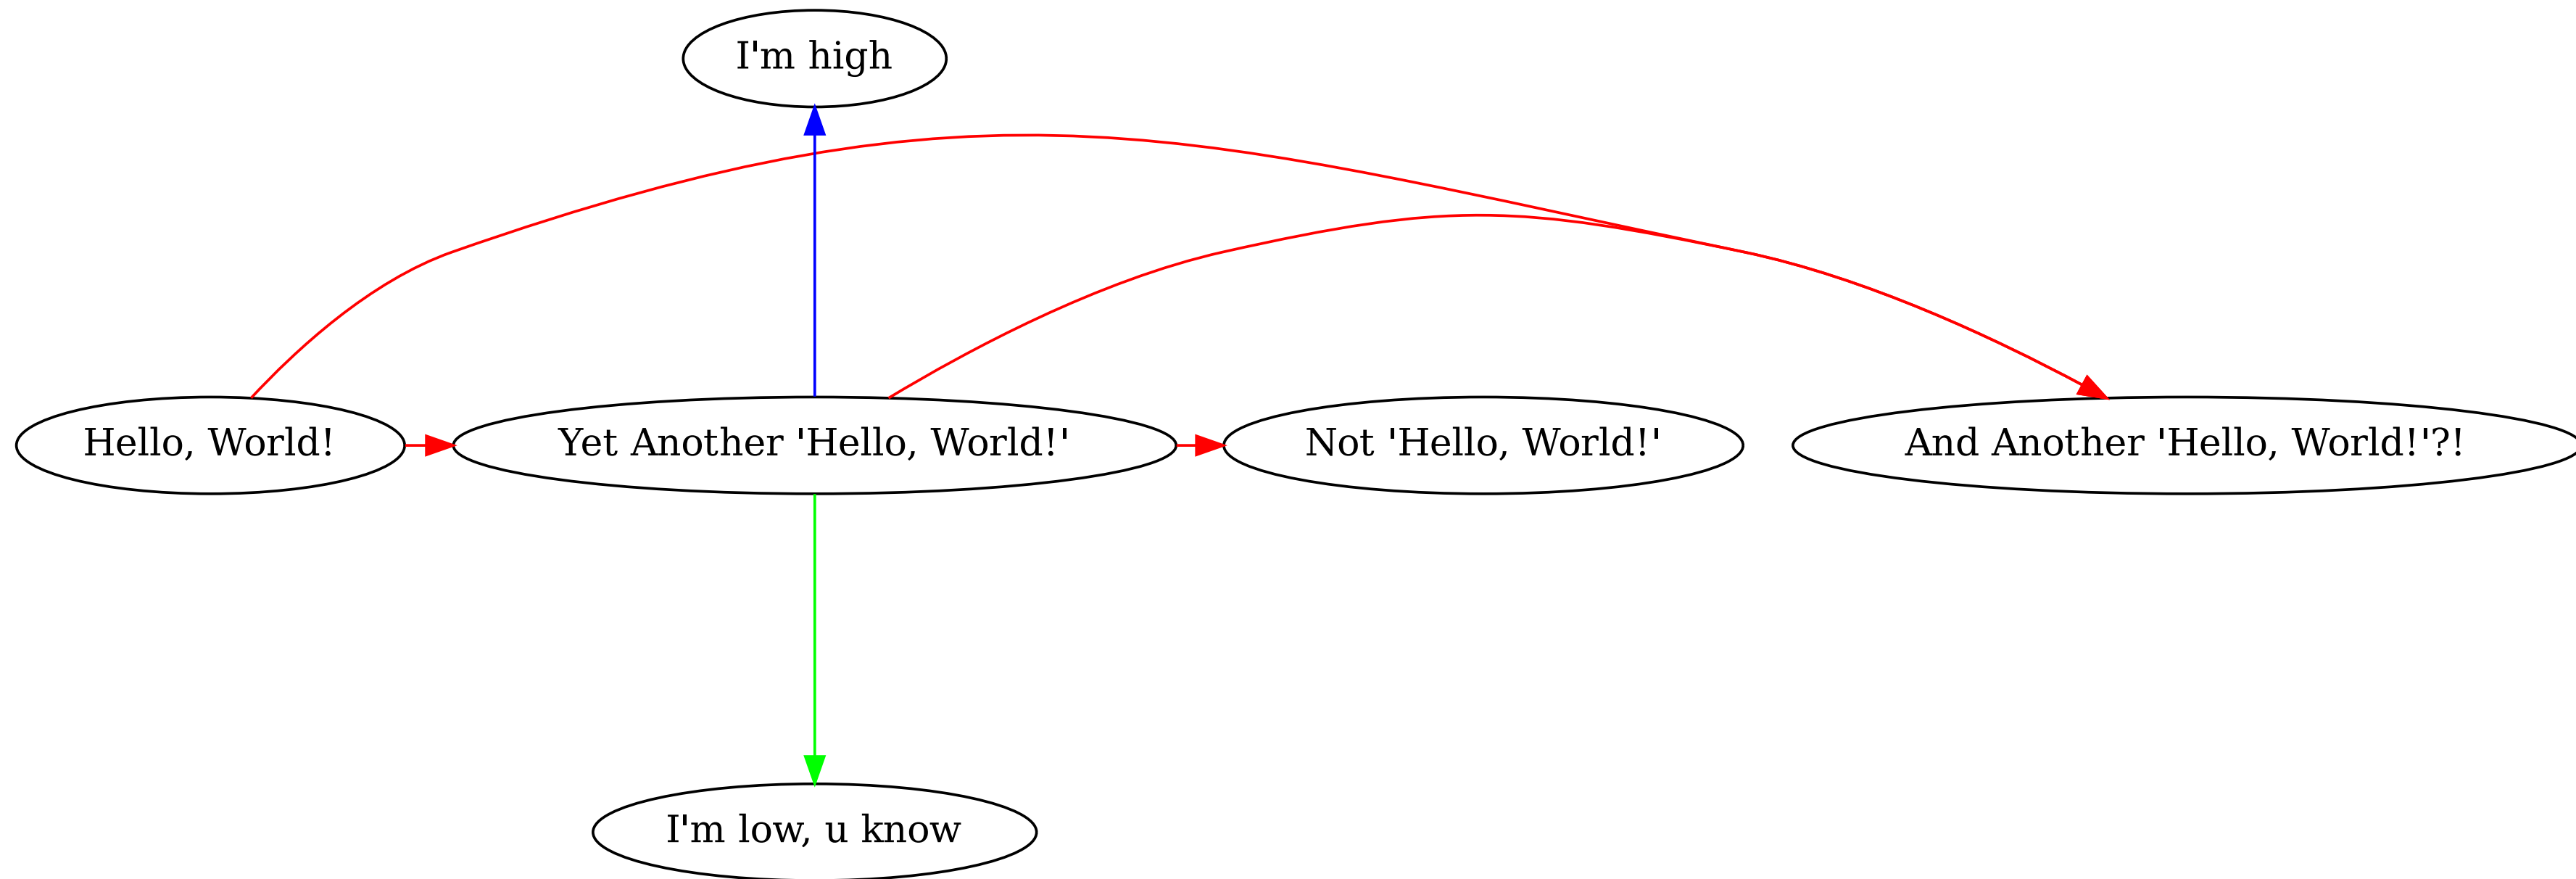 I'm high
Hello, World!
Yet Another 'Hello, World!'
Not 'Hello, World!'
And Another 'Hello, World!'?!
I'm low, u know